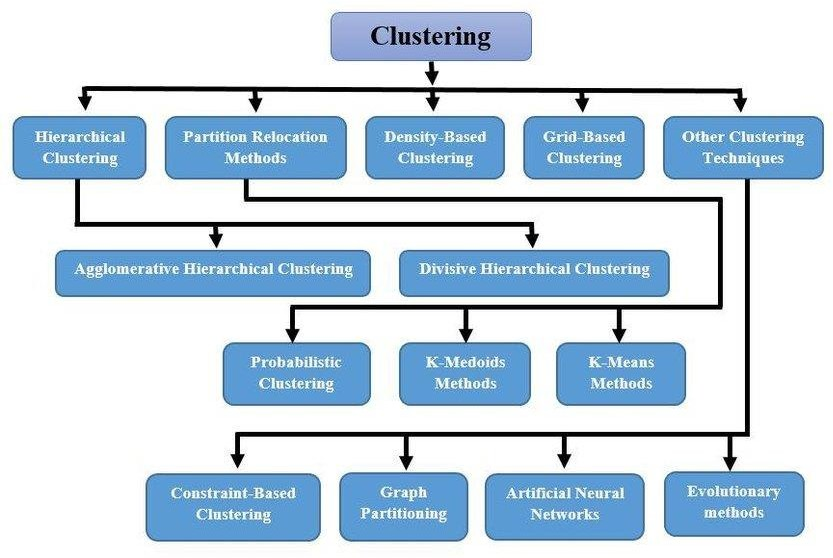 Clustering
Hierarchical
Clustering
Partition Relocation
Methods
Density-Based
Clustering
Grid-Based
Clustering
Other Clustering
Techniques
Agglomerative Hierarchical Clustering
Divisive Hierarchical Clustering
Probabilistic
Clustering
K-Medoids
Methods
K-Means
Methods
Constraint-Based
Clustering
Graph
Partitioning
Artificial Neural
Networks
Evolutionary
methods